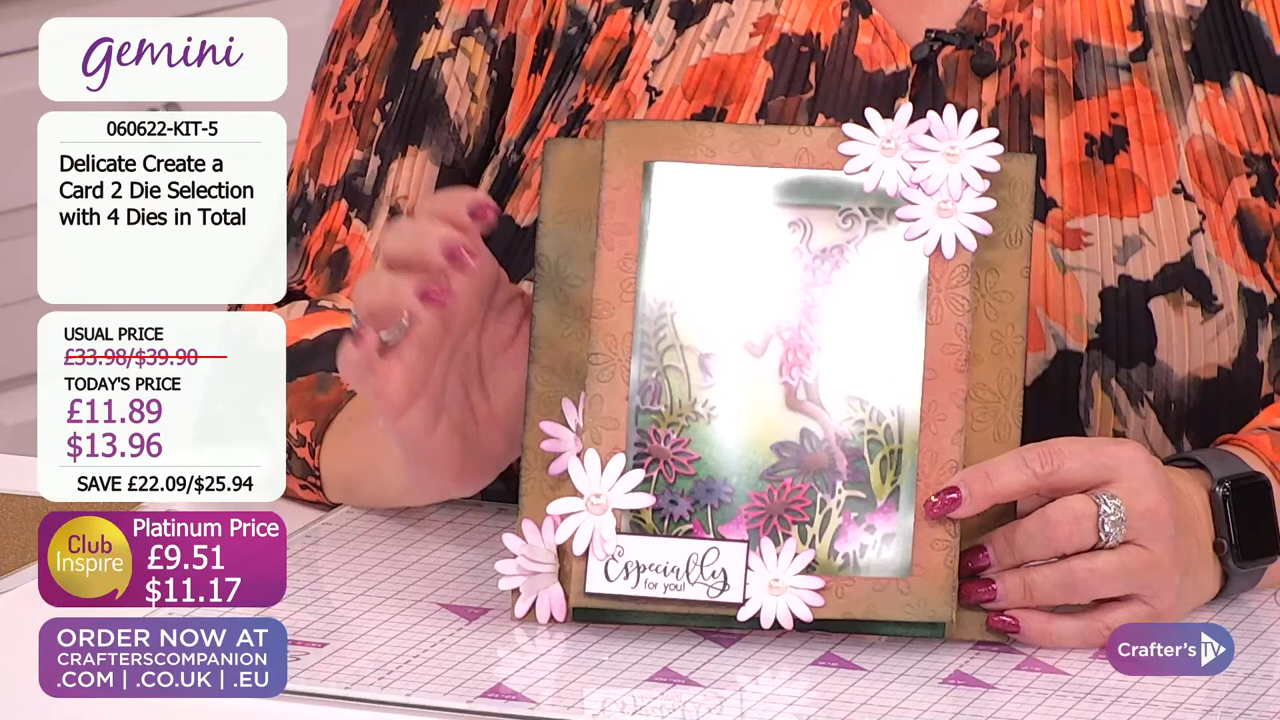 gemini
060622-KIT-5
Delicate Create a
Card 2 Die Selection
with 4 Dies in Total
USUAL PRICE
£33.98/$39.90
TODAY'S PRICE
£11.89
$13.96
SAVE £22.09/$25.94
Club
Inspire
Platinum Price
£9.51
$11.17
ORDER NOW AT
CRAFTERSCOMPANION
.COM | .CO.UK | .EU
Especially
for you!
Crafter's TV